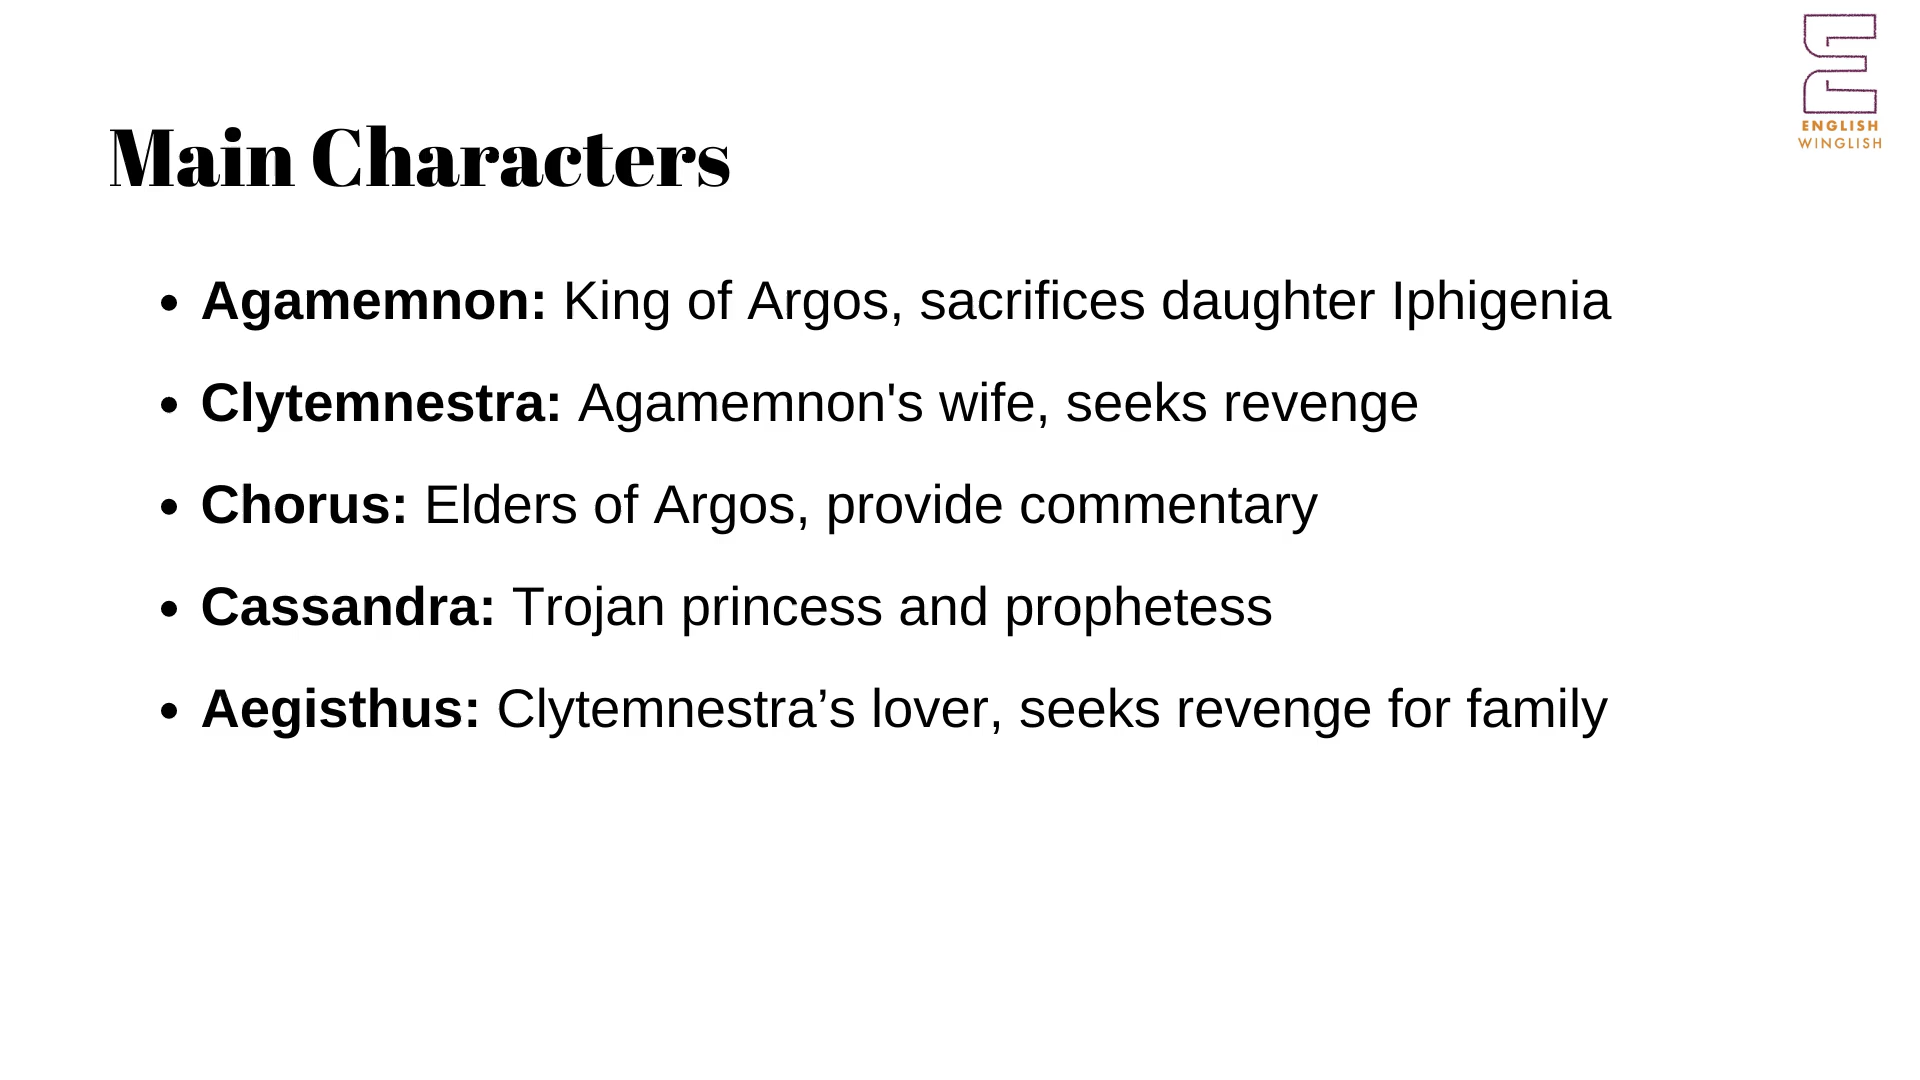 ENGLISH
WINGLISH
Main Characters
• Agamemnon: King of Argos, sacrifices daughter Iphigenia
• Clytemnestra: Agamemnon's wife, seeks revenge
• Chorus: Elders of Argos, provide commentary
• Cassandra: Trojan princess and prophetess
• Aegisthus: Clytemnestra’s lover, seeks revenge for family